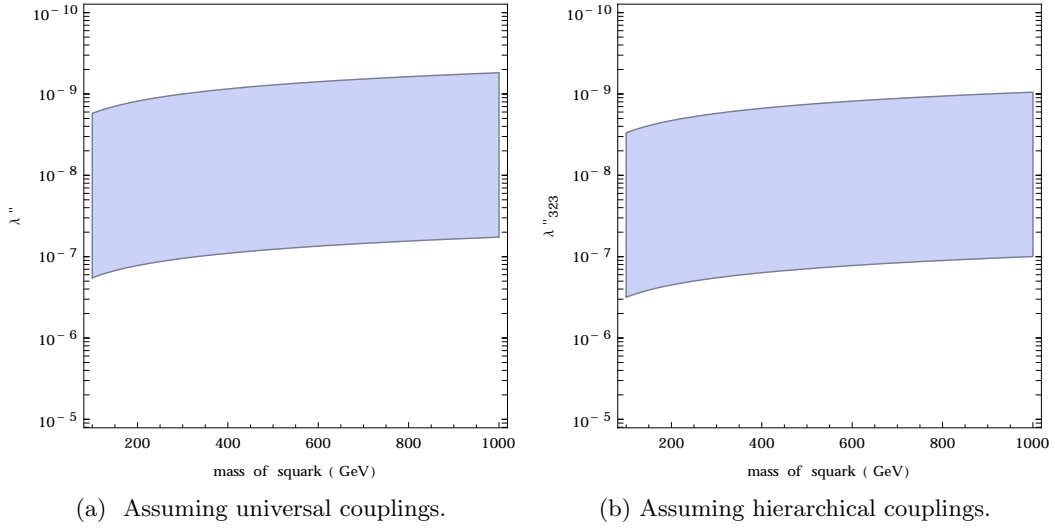 10^-10
10^-9
10^-8
10^-7
10^-6
10^-5
λ"
200 400 600 800 1000
mass of squark ( GeV)
(a) Assuming universal couplings.
10^-10
10^-9
10^-8
10^-7
10^-6
10^-5
λ"323
200 400 600 800 1000
mass of squark ( GeV)
(b) Assuming hierarchical couplings.